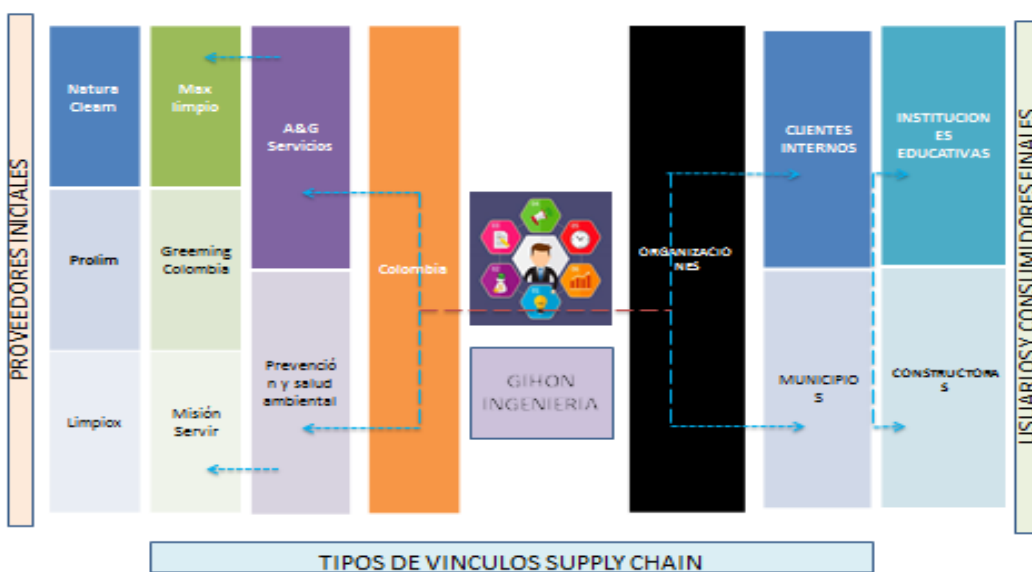 PROVEEDORES INICIALES
Natura
Cleam
Prolim
Limpiox
Max
limpio
Greeming
Colombia
Misión
Servir
A&G
Servicios
Prevenció
n y salud
ambiental
Colombia
GIHON
INGENIERIA
ORGANIZACIO
NES
CLIENTES
INTERNOS
MUNICIPIO
S
INSTITUCION
ES
EDUCATIVAS
CONSTRUCTORA
S
USUARIOS Y CONSUMIDORES FINALES
TIPOS DE VINCULOS SUPPLY CHAIN